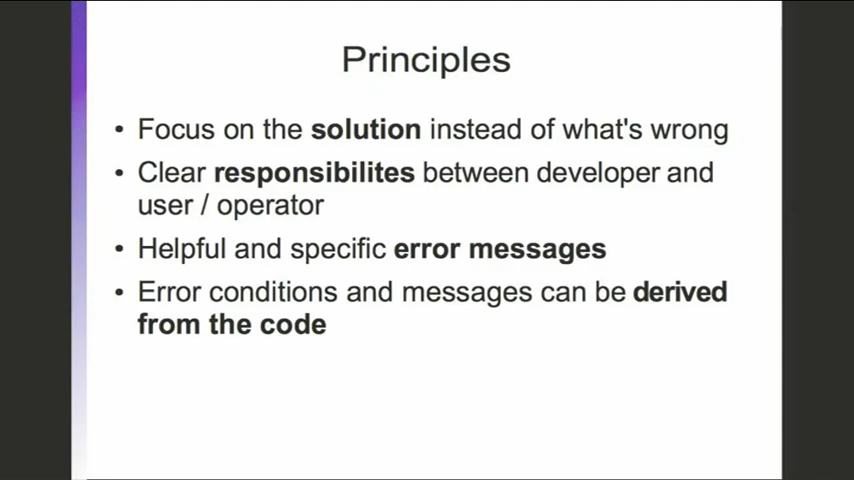 Principles
• Focus on the solution instead of what's wrong
• Clear responsibilites between developer and
user / operator
• Helpful and specific error messages
• Error conditions and messages can be derived
from the code